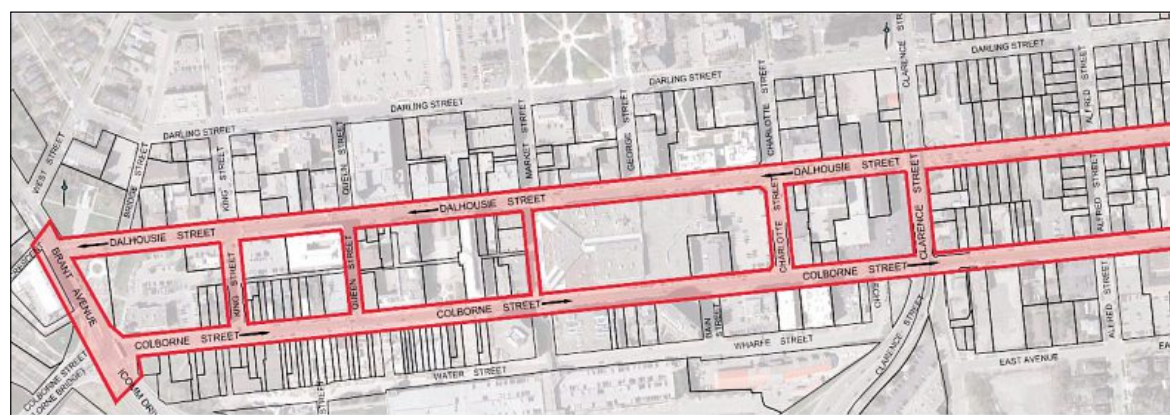 DARLING STREET
DARLING STREET
DARLING STREET
DARLING STREET
WEST STREET
BRIDGE STREET
KING STREET
QUEEN STREET
MARKET STREET
GEORGE STREET
CHARLOTTE STREET
CLARENCE STREET
ALFRED STREET
DALHOUSIE STREET
DALHOUSIE STREET
DALHOUSIE STREET
BRANT AVENUE
KING STREET
QUEEN STREET
CHARLOTTE STREET
CLARENCE STREET
ALFRED STREET
COLBORNE STREET
COLBORNE STREET
COLBORNE STREET
WATER STREET
WHARFE STREET
CLARENCE STREET
EAST AVENUE
ALFRED STREET
COLBORNE STREET
ORNE BRIDGE)
STREET